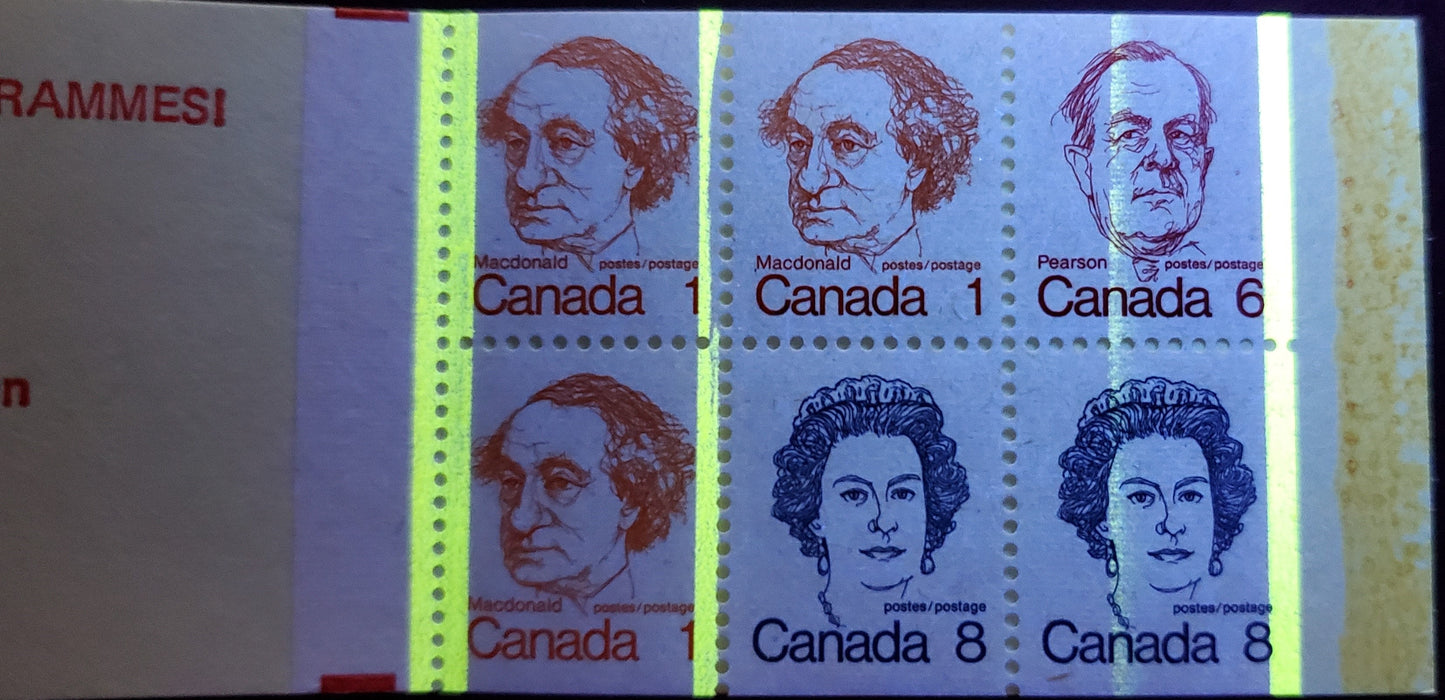 RAMMESI
n
Macdonald postes/postage
Canada 1
Macdonald postes/postage
Canada 1
Pearson postes/postage
Canada 6
Macdonald postes/postage
Canada 1
postes/postage
Canada 8
postes/postage
Canada 8